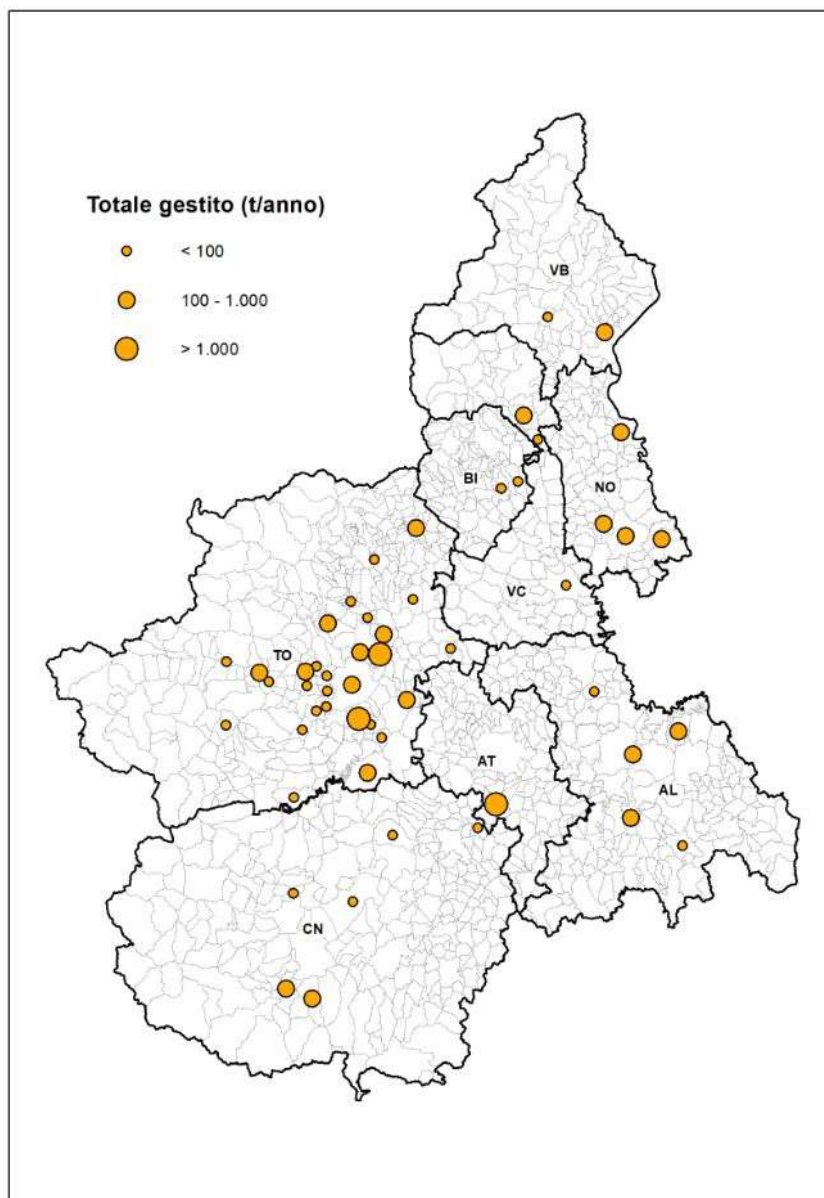 Totale gestito (t/anno)
< 100
100 - 1.000
> 1.000
VB
BI
NO
VC
TO
AT
AL
CN